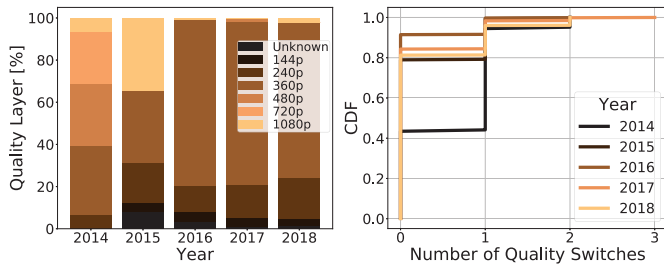 100
80
60
40
20
0
Quality Layer [%]
Unknown
144p
240p
360p
480p
720p
1080p
2014 2015 2016 2017 2018
Year
1.0
0.8
0.6
0.4
0.2
0.0
CDF
Year
2014
2015
2016
2017
2018
0 1 2 3
Number of Quality Switches